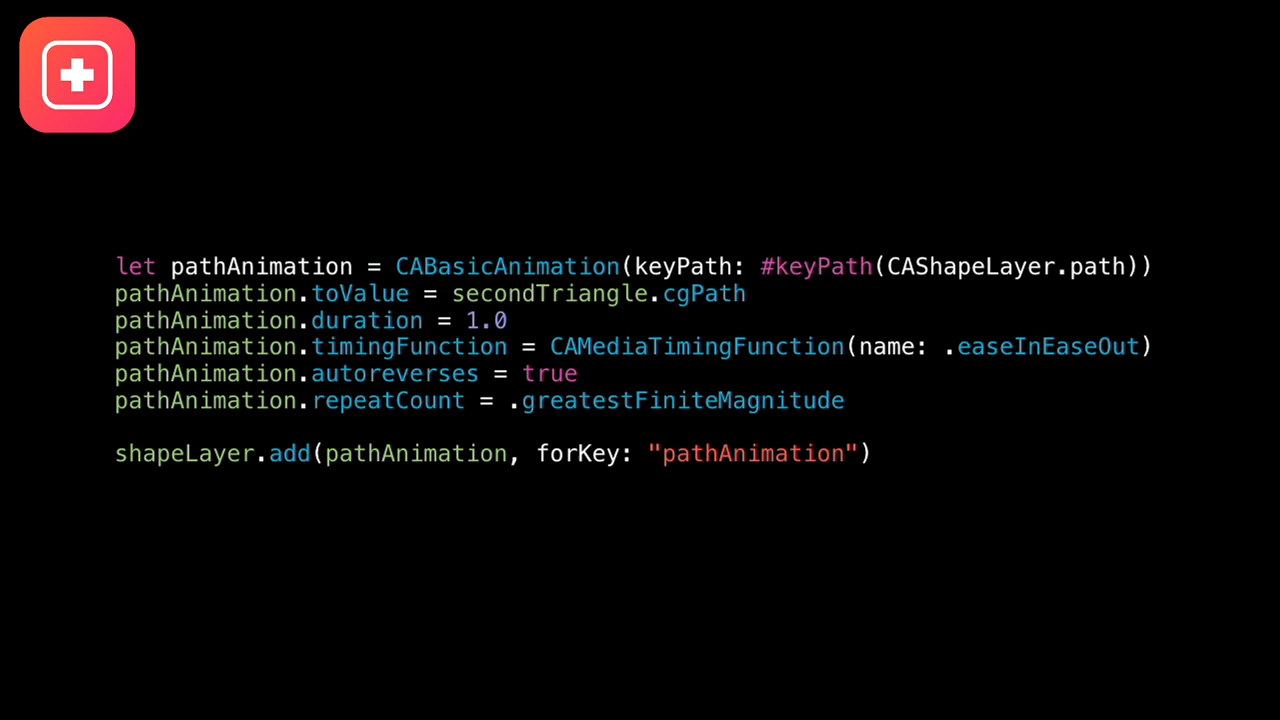 let pathAnimation = CABasicAnimation(keyPath: #keyPath(CAShapeLayer.path))
pathAnimation.toValue = secondTriangle.cgPath
pathAnimation.duration = 1.0
pathAnimation.timingFunction = CAMediaTimingFunction(name: .easeInEaseOut)
pathAnimation.autoreverses = true
pathAnimation.repeatCount = .greatestFiniteMagnitude
shapeLayer.add(pathAnimation, forKey: "pathAnimation")